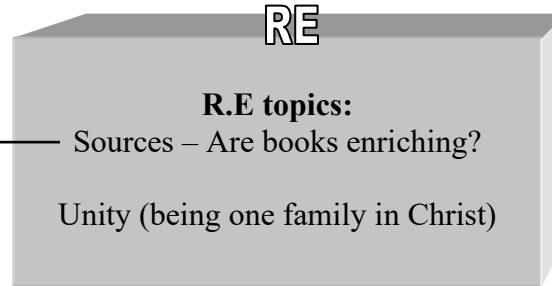 RE
R.E topics:
Sources – Are books enriching?
Unity (being one family in Christ)